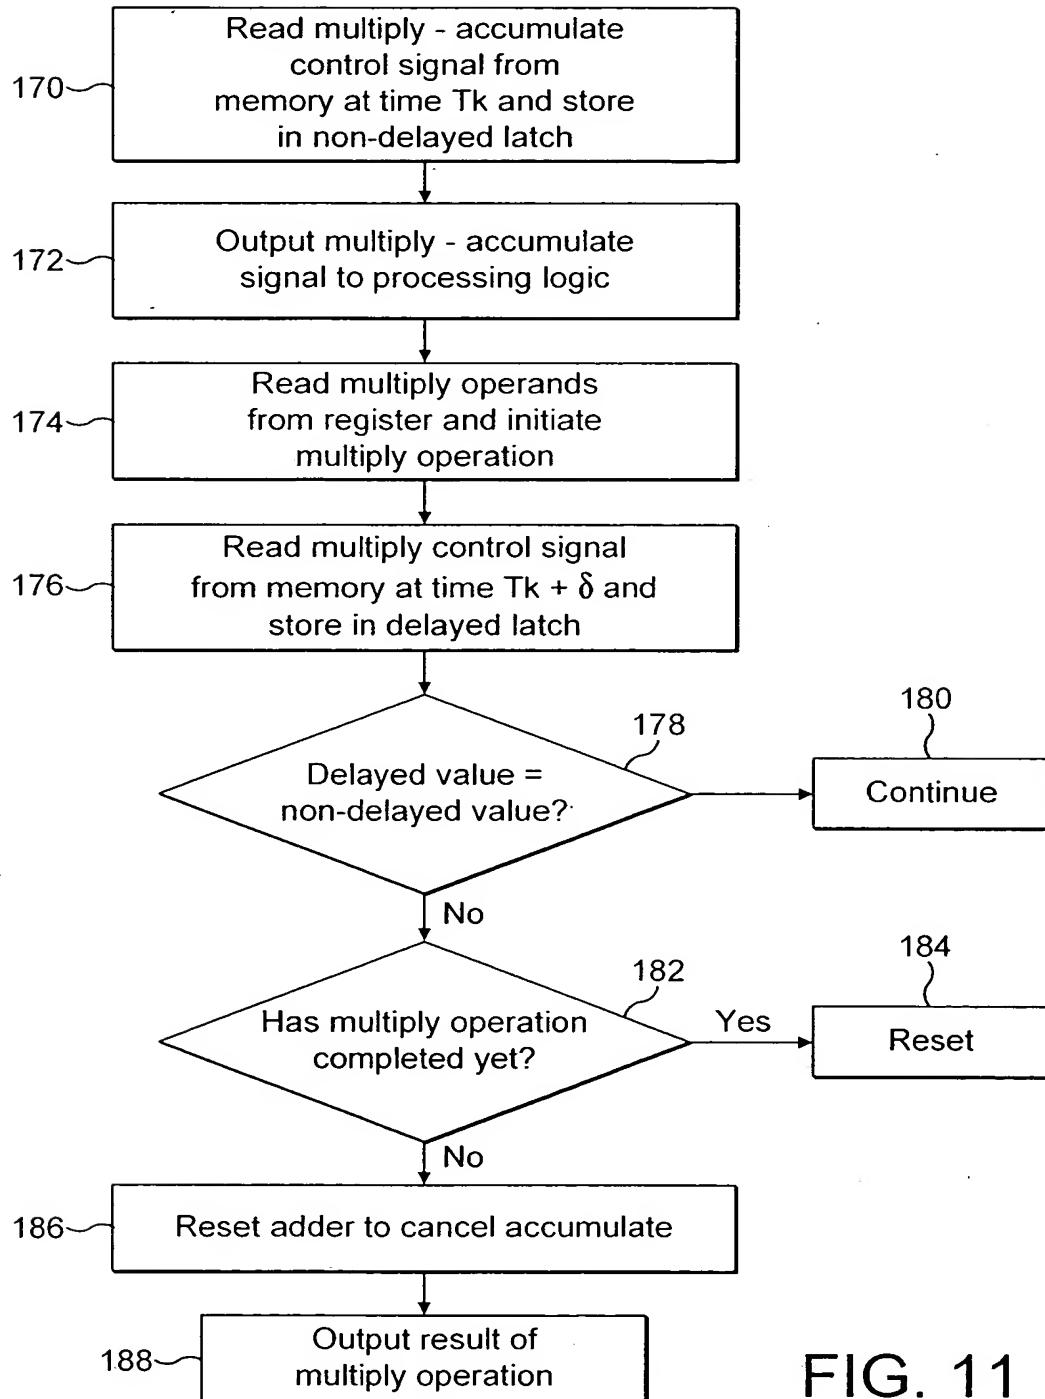 170
Read multiply - accumulate
control signal from
memory at time Tk and store
in non-delayed latch
172
Output multiply - accumulate
signal to processing logic
174
Read multiply operands
from register and initiate
multiply operation
176
Read multiply control signal
from memory at time Tk + δ and
store in delayed latch
178
Delayed value =
non-delayed value?
180
Continue
No
182
Has multiply operation
completed yet?
Yes
184
Reset
No
186
Reset adder to cancel accumulate
188
Output result of
multiply operation
FIG. 11